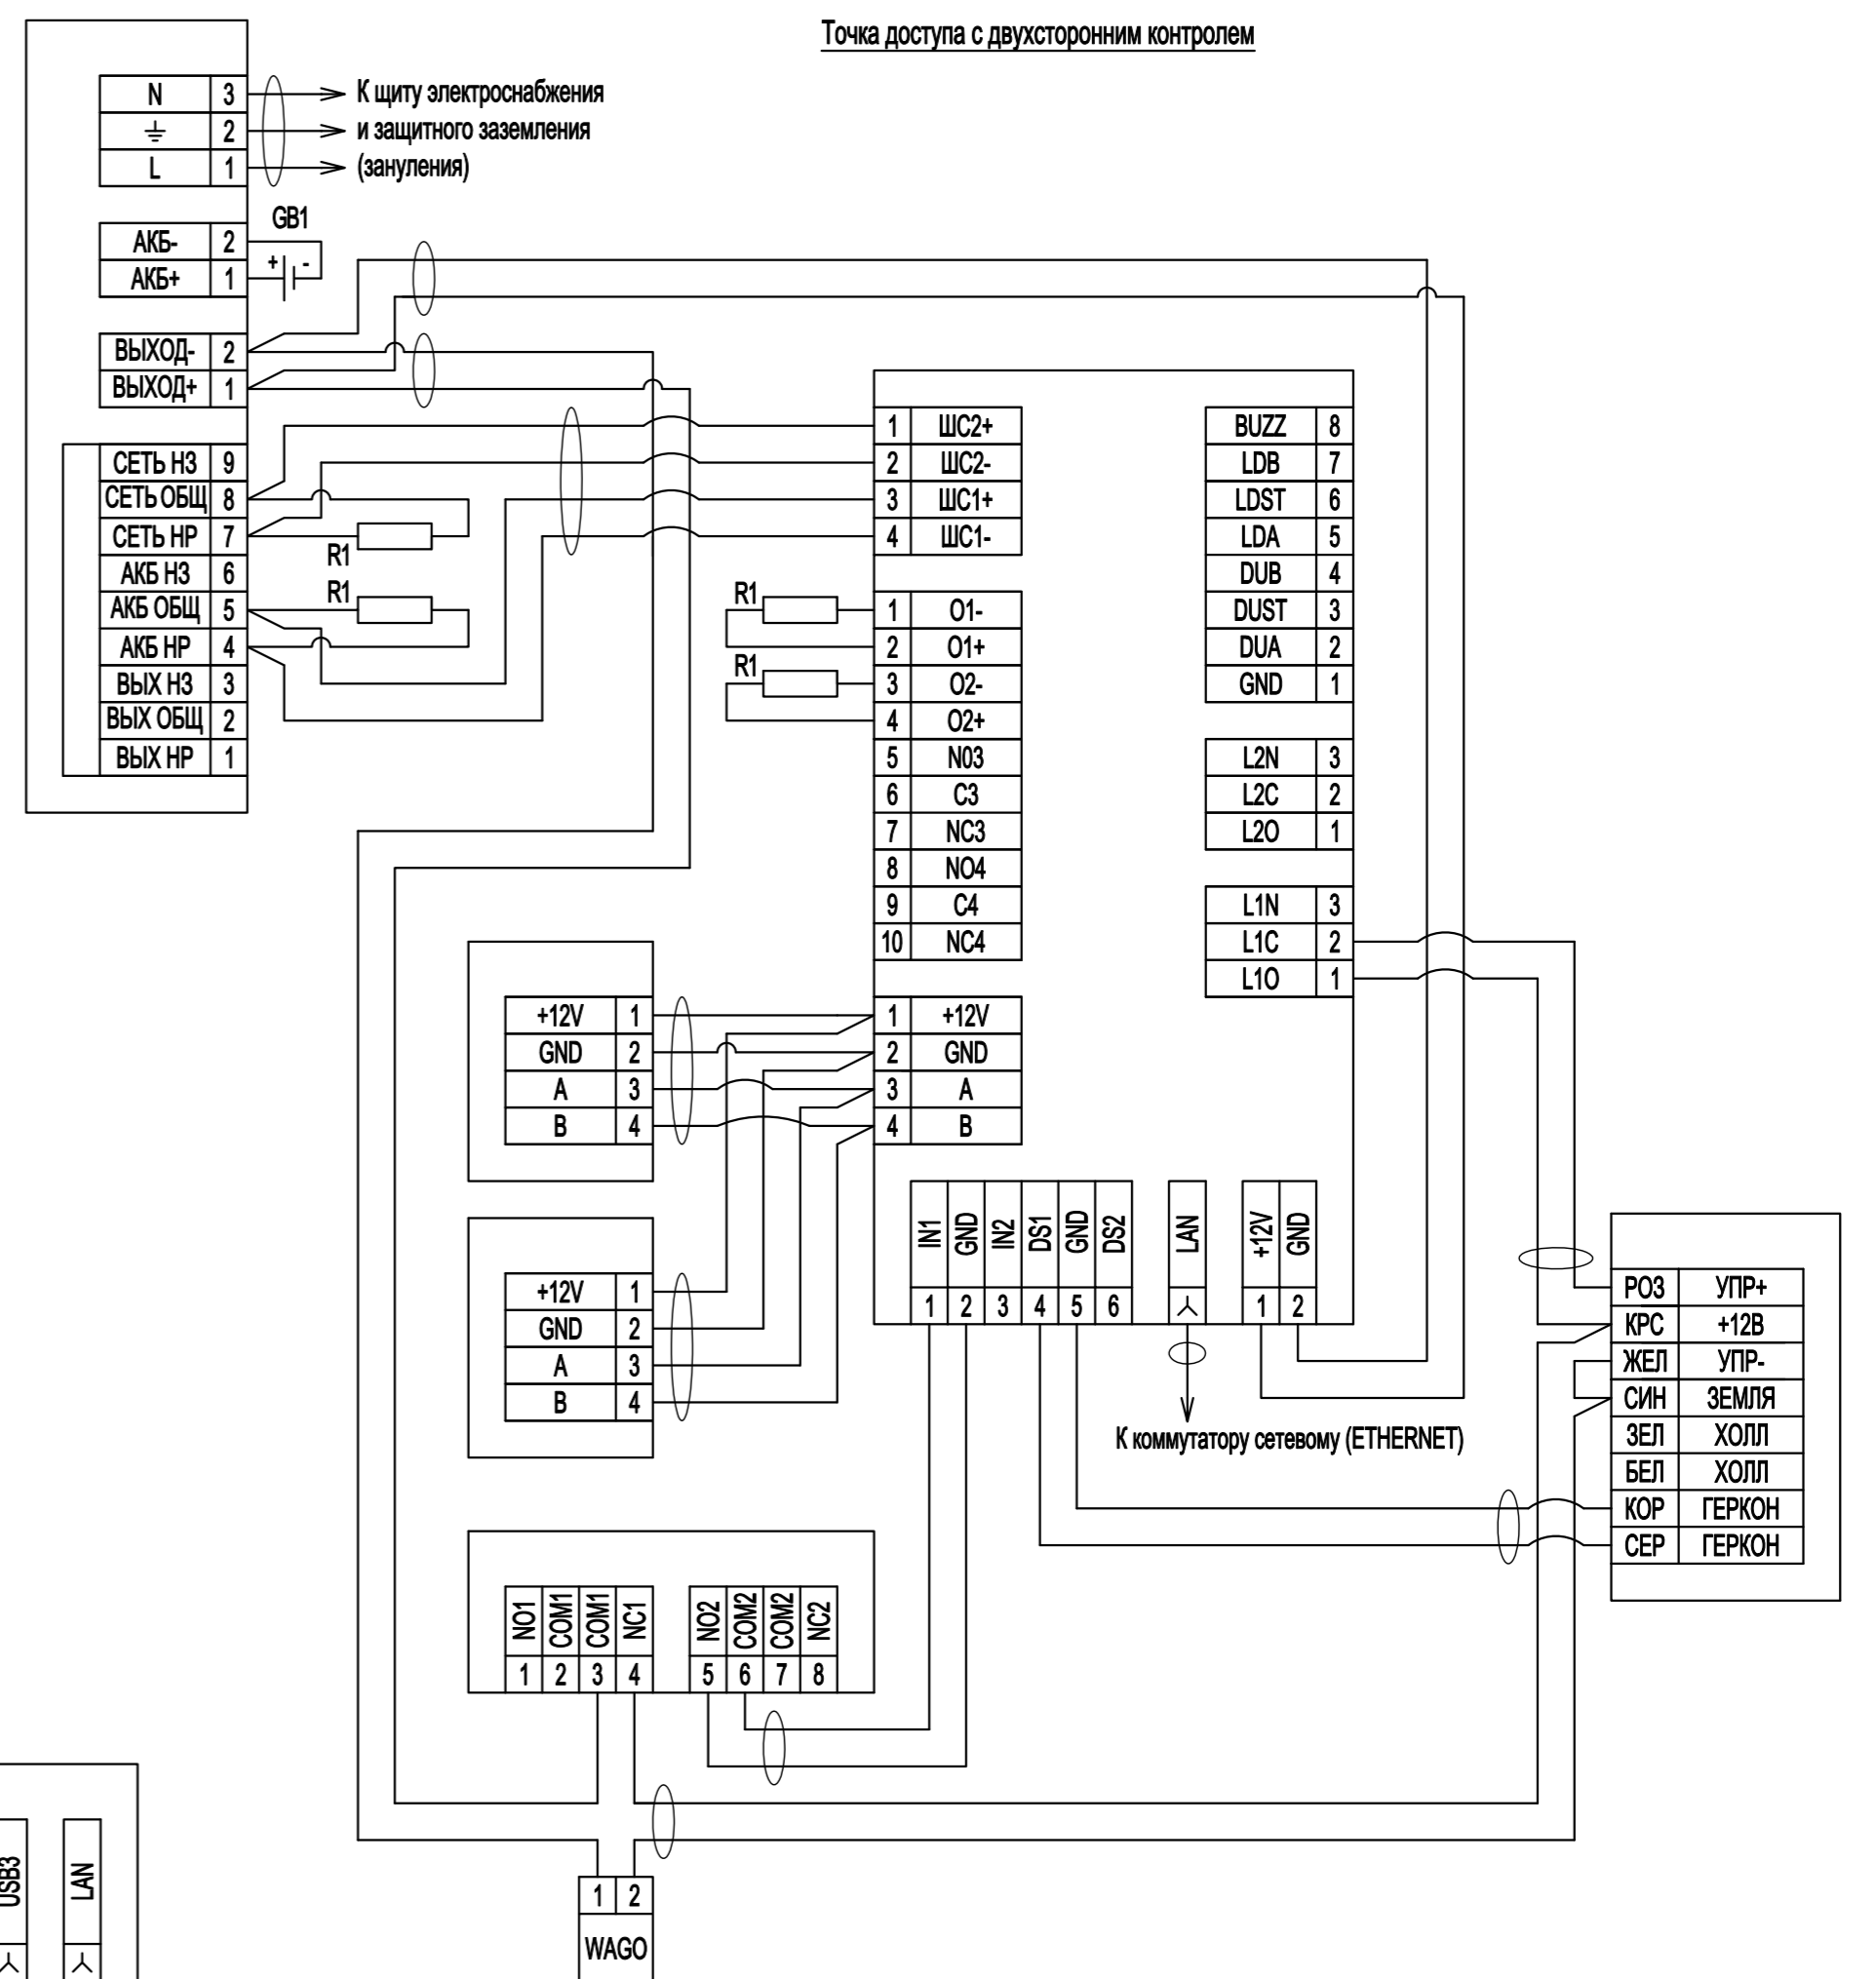 Точка доступа с двухсторонним контролем
N 3
2
L 1
К щиту электроснабжения
и защитного заземления
(зануления)
GB1
АКБ- 2
АКБ+ 1
+ -
ВЫХОД- 2
ВЫХОД+ 1
СЕТЬ НЗ 9
СЕТЬ ОБЩ 8
СЕТЬ НР 7
АКБ НЗ 6
АКБ ОБЩ 5
АКБ НР 4
ВЫХ НЗ 3
ВЫХ ОБЩ 2
ВЫХ НР 1
R1
R1
1 ШС2+
2 ШС2-
3 ШС1+
4 ШС1-
R1
R1
1 O1-
2 O1+
3 O2-
4 O2+
5 N03
6 C3
7 NC3
8 NO4
9 C4
10 NC4
1 +12V
2 GND
3 A
4 B
BUZZ 8
LDB 7
LDST 6
LDA 5
DUB 4
DUST 3
DUA 2
GND 1
L2N 3
L2C 2
L2O 1
L1N 3
L1C 2
L1O 1
IN1 GND IN2 DS1 GND DS2
1 2 3 4 5 6
LAN
+12V GND
1 2
К коммутатору сетевому (ETHERNET)
+12V 1
GND 2
A 3
B 4
+12V 1
GND 2
A 3
B 4
РОЗ УПР+
КРС +12В
ЖЕЛ УПР-
СИН ЗЕМЛЯ
ЗЕЛ ХОЛЛ
БЕЛ ХОЛЛ
КОР ГЕРКОН
СЕР ГЕРКОН
NO1 COM1 COM1 NC1
1 2 3 4
NO2 COM2 COM2 NC2
5 6 7 8
1 2
WAGO
USB3
LAN